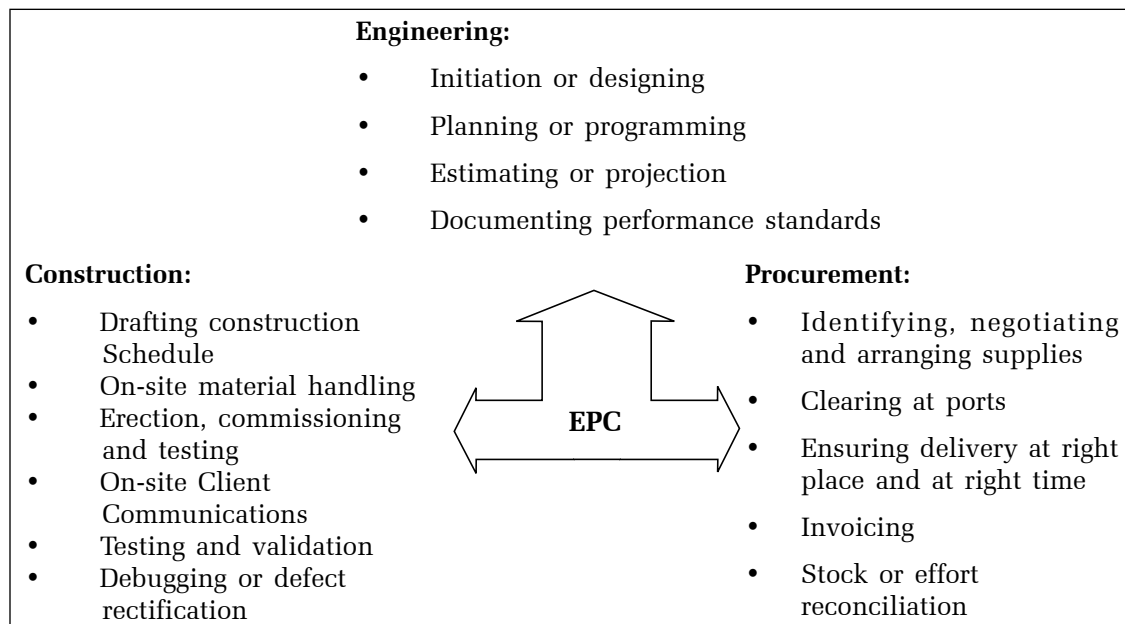 Engineering:
• Initiation or designing
• Planning or programming
• Estimating or projection
• Documenting performance standards
Construction:
• Drafting construction
Schedule
• On-site material handling
• Erection, commissioning
and testing
• On-site Client
Communications
• Testing and validation
• Debugging or defect
rectification
EPC
Procurement:
• Identifying, negotiating
and arranging supplies
• Clearing at ports
• Ensuring delivery at right
place and at right time
• Invoicing
• Stock or effort
reconciliation